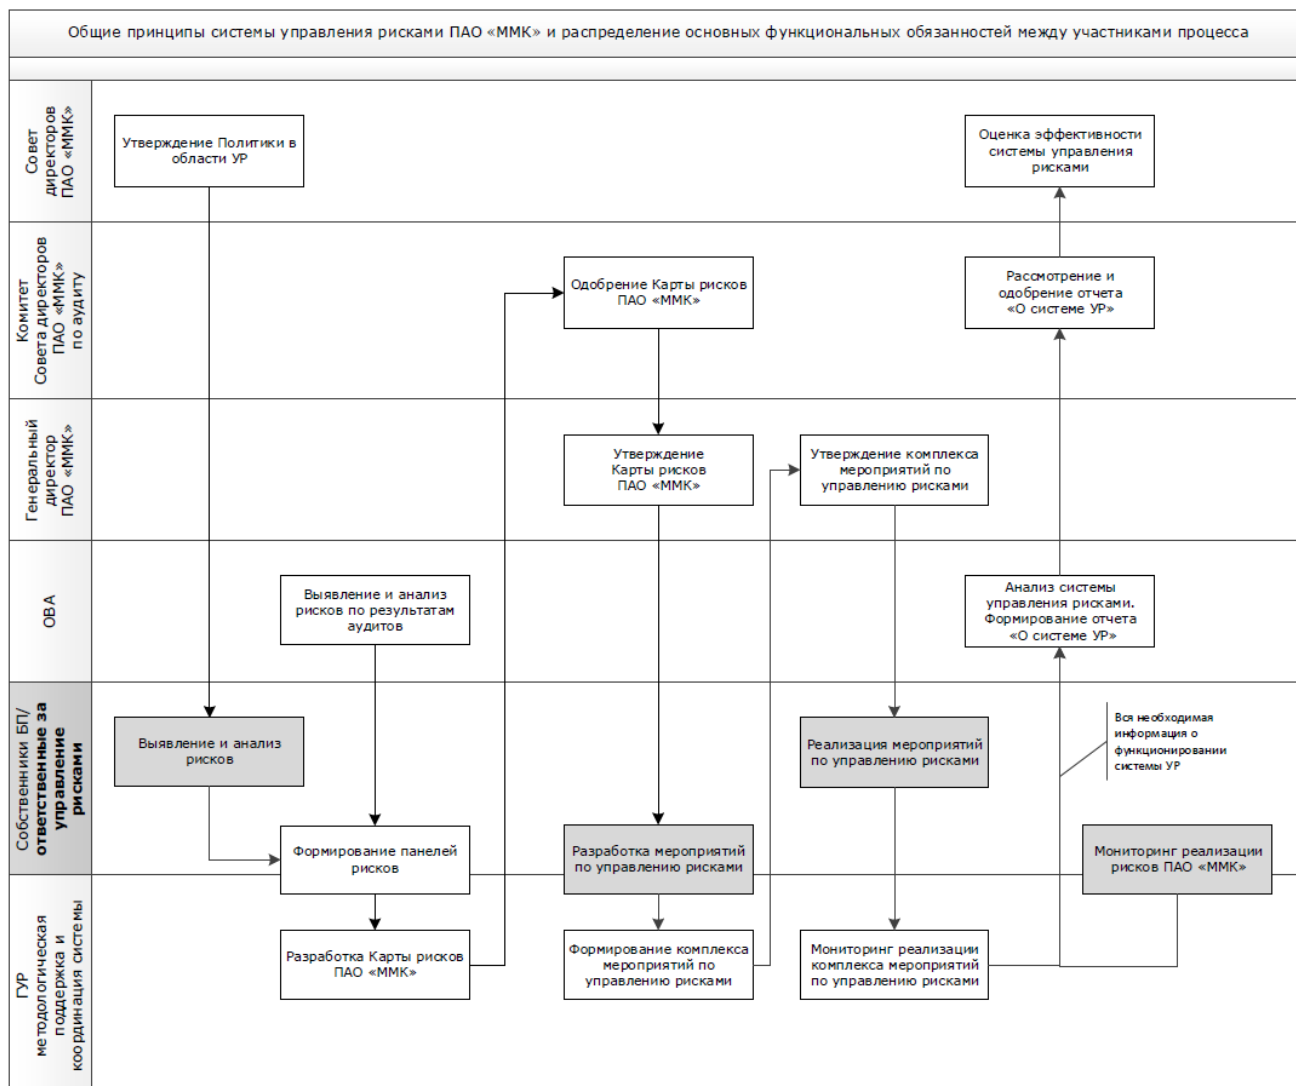 Общие принципы системы управления рисками ПАО «ММК» и распределение основных функциональных обязанностей между участниками процесса
Совет
директоров
ПАО «ММК»
Утверждение Политики в
области УР
Оценка эффективности
системы управления
рисками
Комитет
Совета директоров
ПАО «ММК»
по аудиту
Одобрение Карты рисков
ПАО «ММК»
Рассмотрение и
одобрение отчета
«О системе УР»
Генеральный
директор
ПАО «ММК»
Утверждение
Карты рисков
ПАО «ММК»
Утверждение комплекса
мероприятий по
управлению рисками
ОВА
Выявление и анализ
рисков по результатам
аудитов
Анализ системы
управления рисками.
Формирование отчета
«О системе УР»
Собственники БП/
ответственные за
управление
рисками
Выявление и анализ
рисков
Реализация мероприятий
по управлению рисками
Вся необходимая
информация о
функционировании
системы УР
Формирование панелей
рисков
Разработка мероприятий
по управлению рисками
Мониторинг реализации
рисков ПАО «ММК»
ГУР
методологическая
поддержка и
координация системы
Разработка Карты рисков
ПАО «ММК»
Формирование комплекса
мероприятий по
управлению рисками
Мониторинг реализации
комплекса мероприятий
по управлению рисками